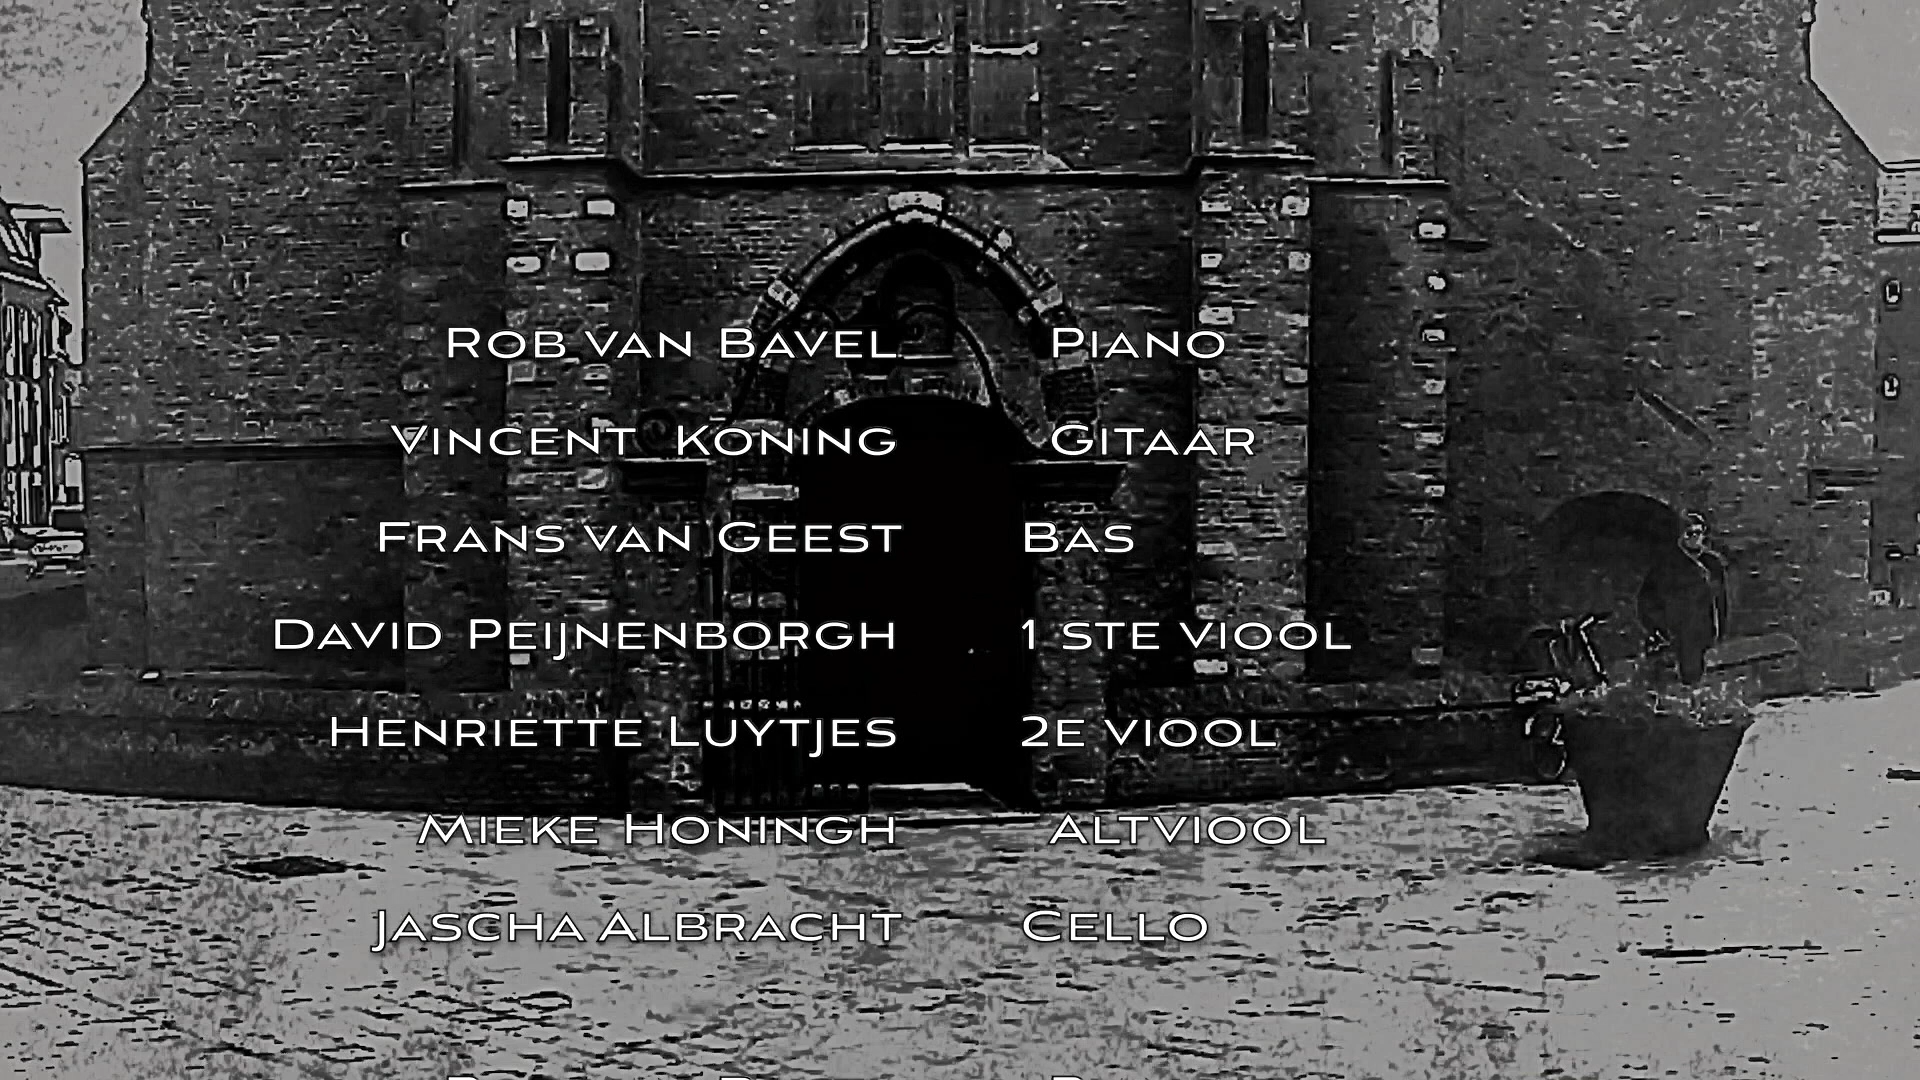 Rob van Bavel Piano
Vincent Koning Gitaar
Frans van Geest Bas
David Peijnenborgh 1 ste viool
Henriette Luytjes 2e viool
Mieke Honingh Altviool
Jascha Albracht Cello